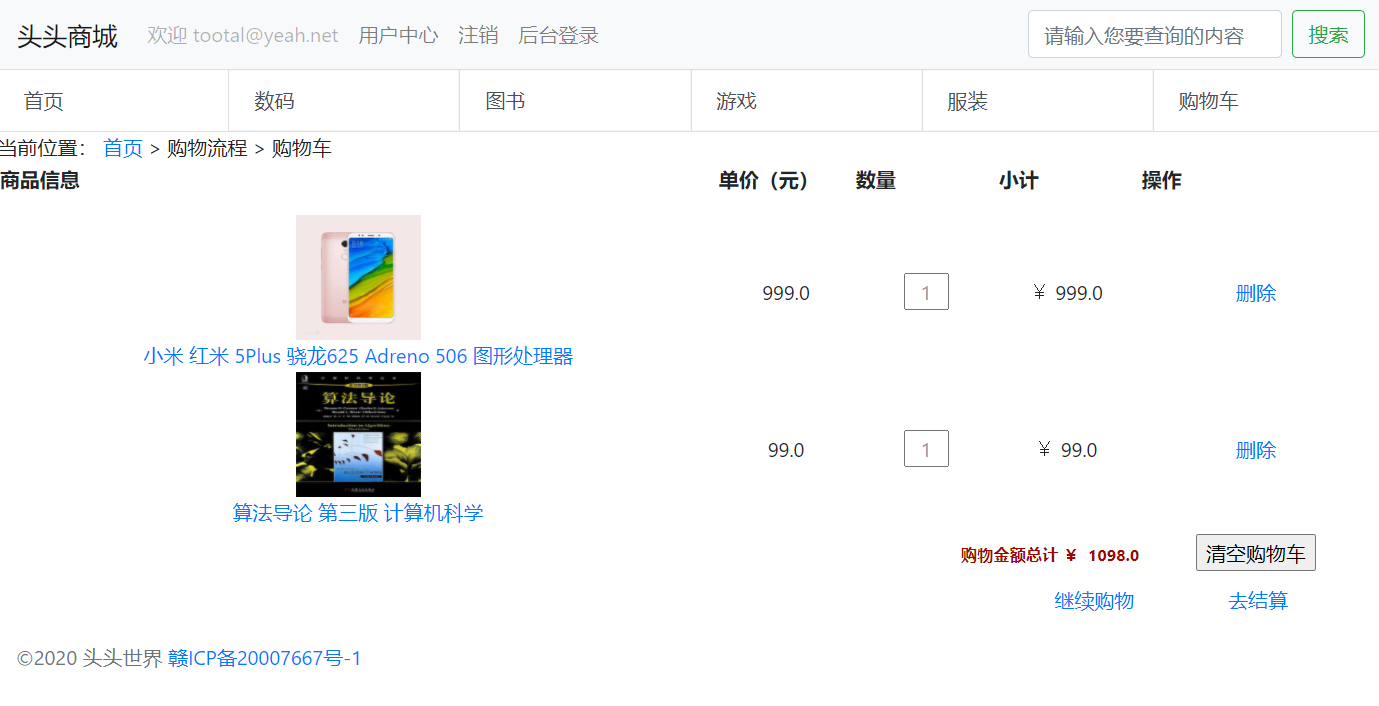 头头商城 欢迎 tootal@yeah.net 用户中心 注销 后台登录 请输入您要查询的内容 搜索
首页 数码 图书 游戏 服装 购物车
当前位置： 首页 > 购物流程 > 购物车
商品信息 单价（元） 数量 小计 操作
999.0 1 ￥ 999.0 删除
小米 红米 5Plus 骁龙625 Adreno 506 图形处理器
算法导论
Introduction to Algorithms
99.0 1 ￥ 99.0 删除
算法导论 第三版 计算机科学
购物金额总计 ￥ 1098.0 清空购物车
继续购物 去结算
©2020 头头世界 赣ICP备20007667号-1